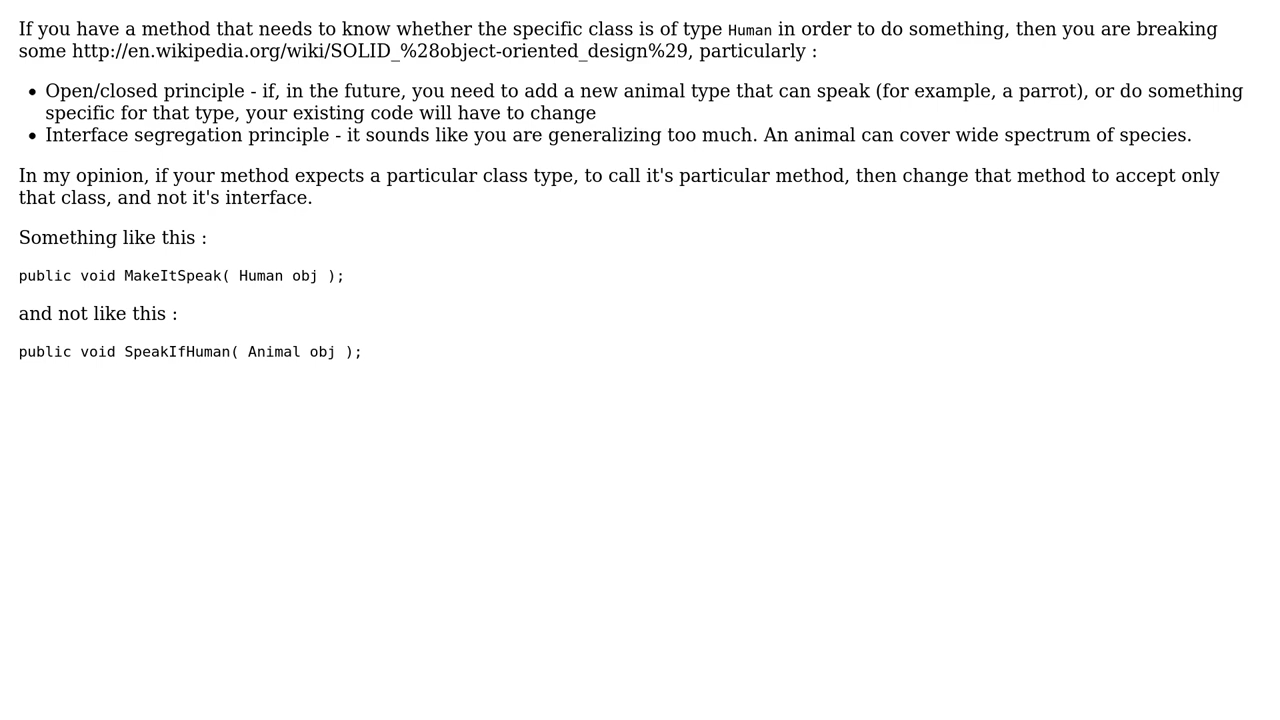 If you have a method that needs to know whether the specific class is of type Human in order to do something, then you are breaking
some http://en.wikipedia.org/wiki/SOLID_%28object-oriented_design%29, particularly :
• Open/closed principle - if, in the future, you need to add a new animal type that can speak (for example, a parrot), or do something
specific for that type, your existing code will have to change
• Interface segregation principle - it sounds like you are generalizing too much. An animal can cover wide spectrum of species.
In my opinion, if your method expects a particular class type, to call it's particular method, then change that method to accept only
that class, and not it's interface.
Something like this :
public void MakeItSpeak( Human obj );
and not like this :
public void SpeakIfHuman( Animal obj );